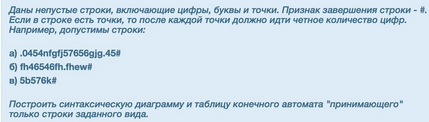 Даны непустые строки, включающие цифры, буквы и точки. Признак завершения строки - #.
Если в строке есть точки, то после каждой точки должно идти четное количество цифр.
Например, допустимы строки:
а) .0454nfgfj57656gjg.45#
б) fh46546fh.fhew#
в) 5b576k#
Построить синтаксическую диаграмму и таблицу конечного автомата "принимающего"
только строки заданного вида.